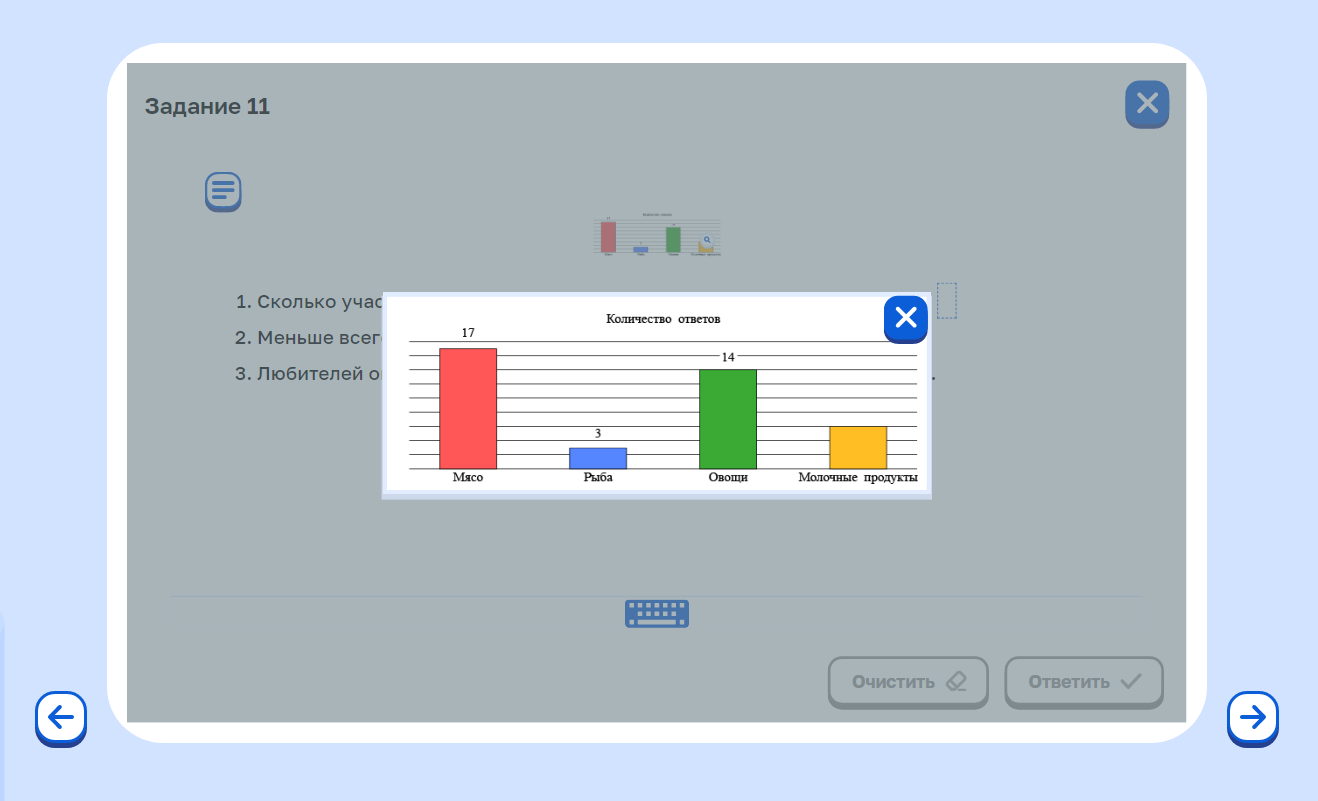 Задание 11
1. Сколько учас
2. Меньше всег
3. Любителей о
.
Количество ответов
17
3
14
Мясо
Рыба
Овощи
Молочные продукты
Очистить
Ответить